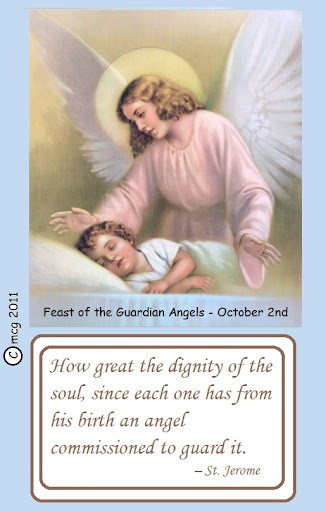 Feast of the Guardian Angels - October 2nd
© mcg 2011
How great the dignity of the
soul, since each one has from
his birth an angel
commissioned to guard it.
– St. Jerome